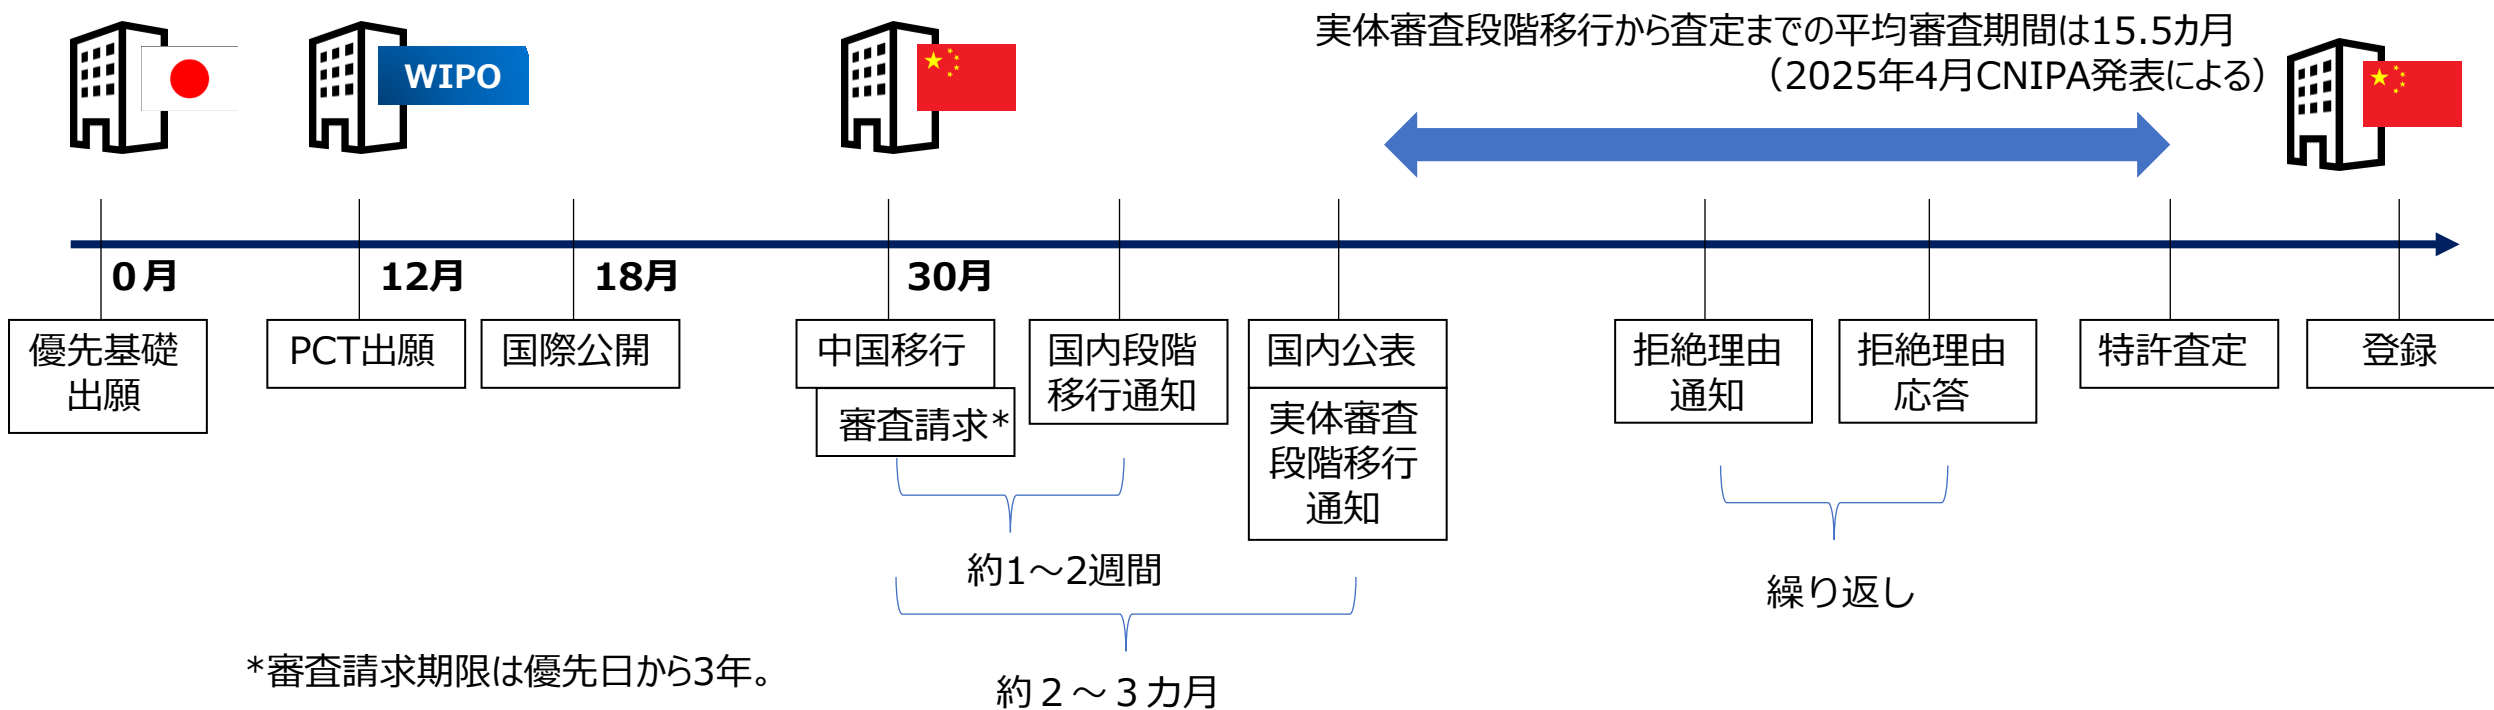 実体審査段階移行から査定までの平均審査期間は15.5カ月
（2025年4月CNIPA発表による）
WIPO
0 月
12月
18月
30月
優先基礎
出願
PCT出願
国際公開
中国移行
審査請求*
国内段階
移行通知
国内公表
実体審査
段階移行
通知
拒絶理由
通知
拒絶理由
応答
特許査定
登録
約1～2週間
繰り返し
*審査請求期限は優先日から3年。
約２～３カ月